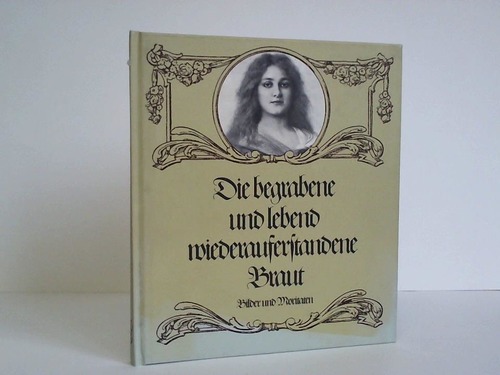 Die begrabene
und lebend
wiederauferstandene
Braut
Bilder und Moritaten